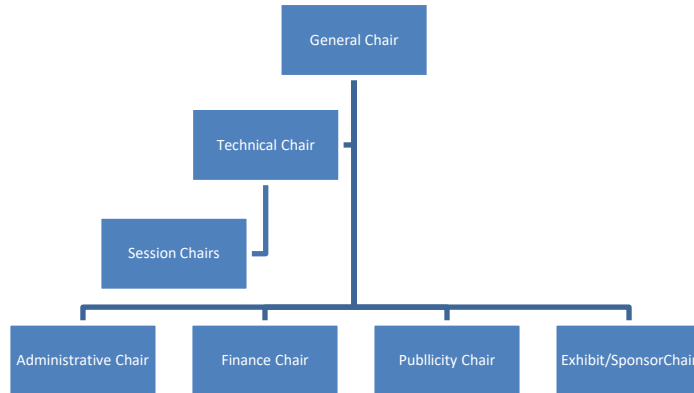 General Chair
Technical Chair
Session Chairs
Administrative Chair
Finance Chair
Publlicity Chair
Exhibit/SponsorChair